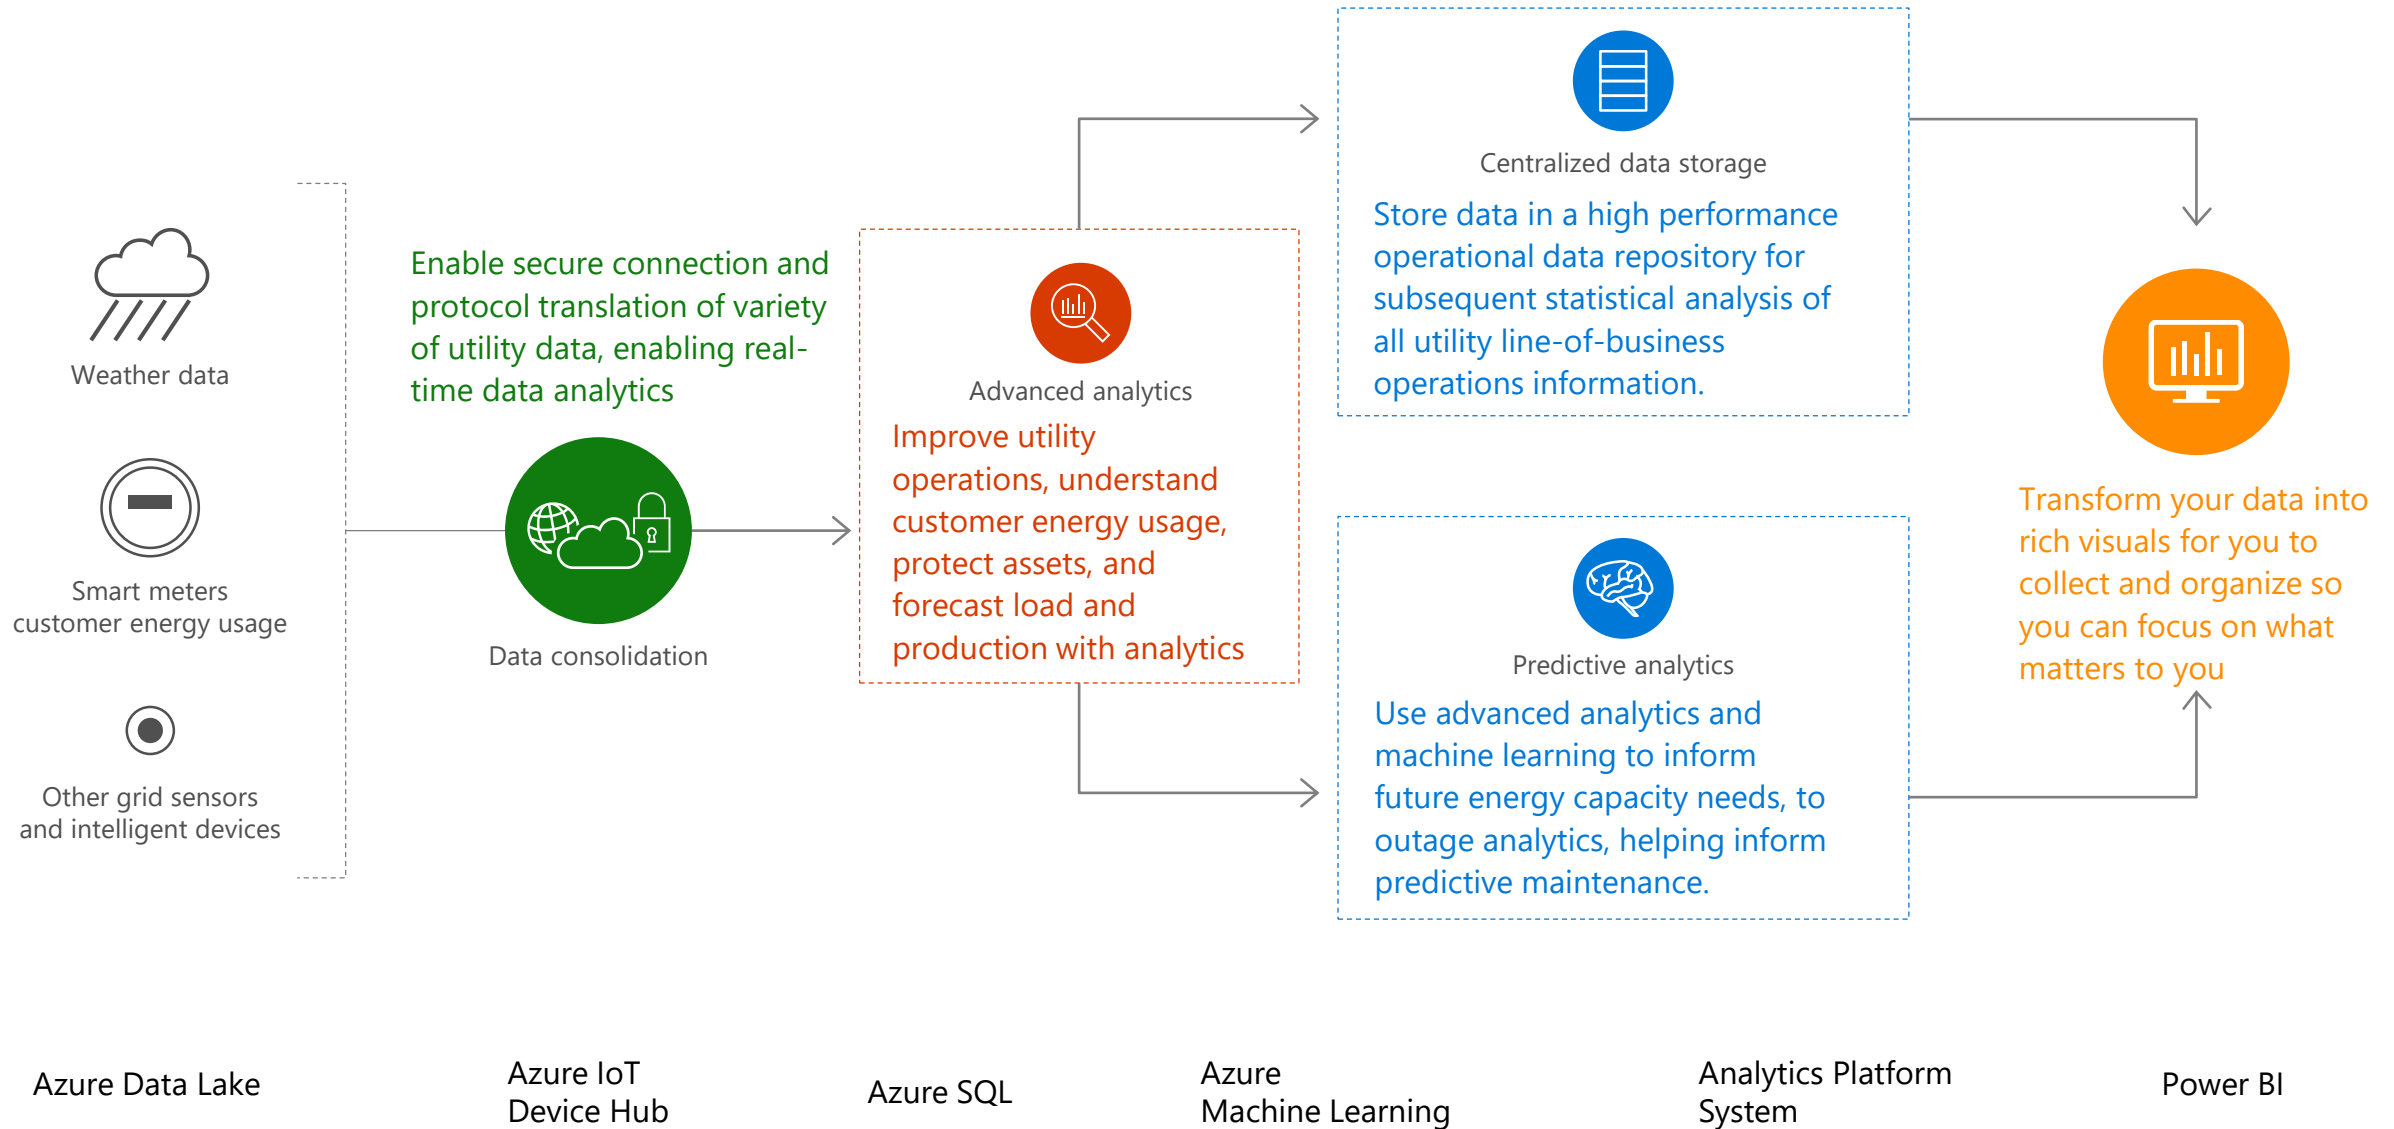 Weather data
Smart meters
customer energy usage
Other grid sensors
and intelligent devices
Enable secure connection and
protocol translation of variety
of utility data, enabling real-
time data analytics
Data consolidation
Advanced analytics
Improve utility
operations, understand
customer energy usage,
protect assets, and
forecast load and
production with analytics
Centralized data storage
Store data in a high performance
operational data repository for
subsequent statistical analysis of
all utility line-of-business
operations information.
Predictive analytics
Use advanced analytics and
machine learning to inform
future energy capacity needs, to
outage analytics, helping inform
predictive maintenance.
Transform your data into
rich visuals for you to
collect and organize so
you can focus on what
matters to you
Azure Data Lake
Azure IoT
Device Hub
Azure SQL
Azure
Machine Learning
Analytics Platform
System
Power BI